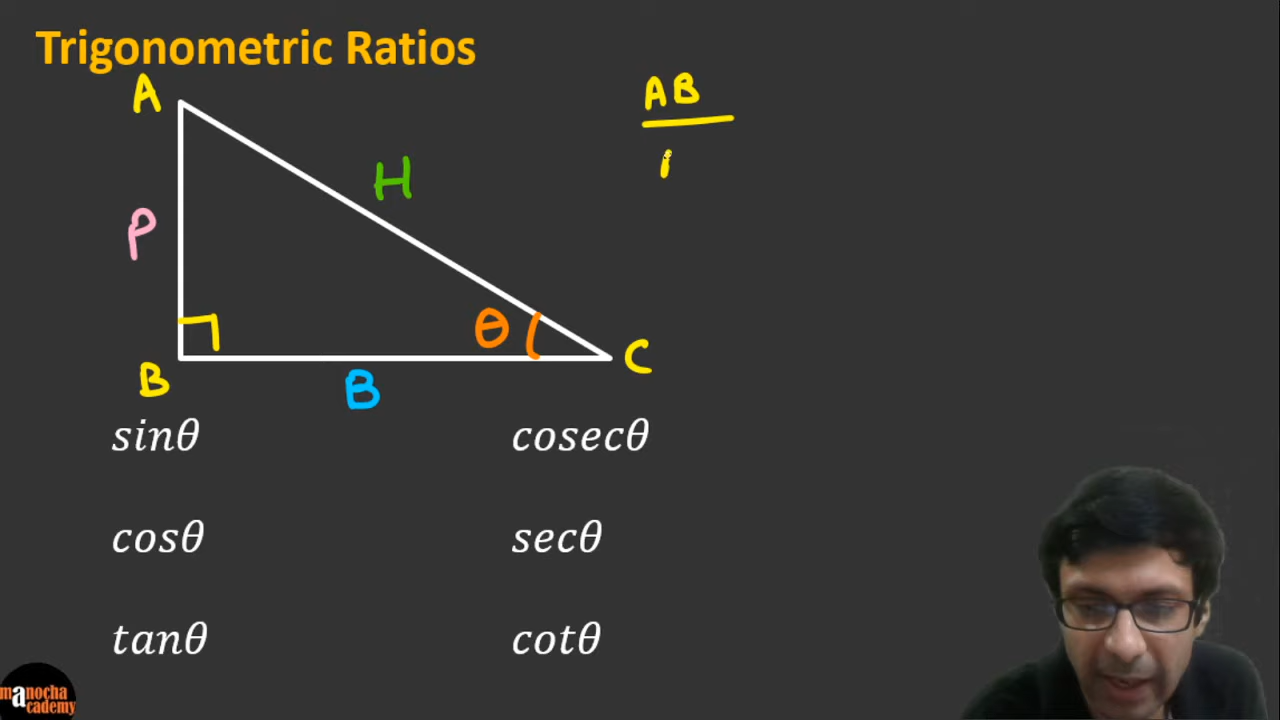 Trigonometric Ratios
A
AB
H
P
θ
B
C
B
sinθ
cosecθ
cosθ
secθ
tanθ
cotθ
manocha
academy